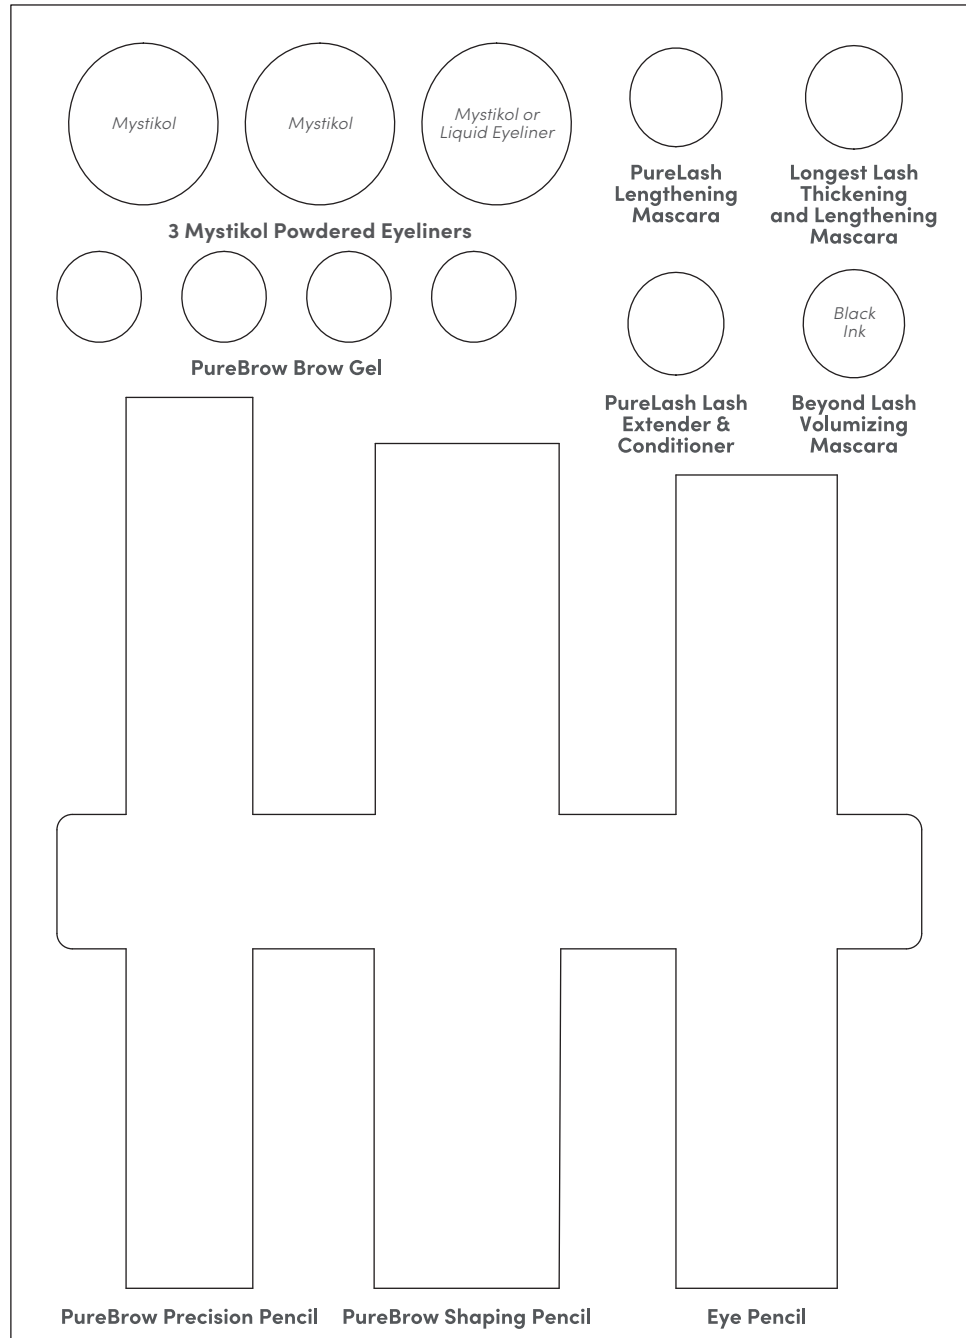 Mystikol
Mystikol
Mystikol or
Liquid Eyeliner
3 Mystikol Powdered Eyeliners
PureLash
Lengthening
Mascara
Longest Lash
Thickening
and Lengthening
Mascara
PureBrow Brow Gel
Black
Ink
PureLash Lash
Extender &
Conditioner
Beyond Lash
Volumizing
Mascara
PureBrow Precision Pencil
PureBrow Shaping Pencil
Eye Pencil